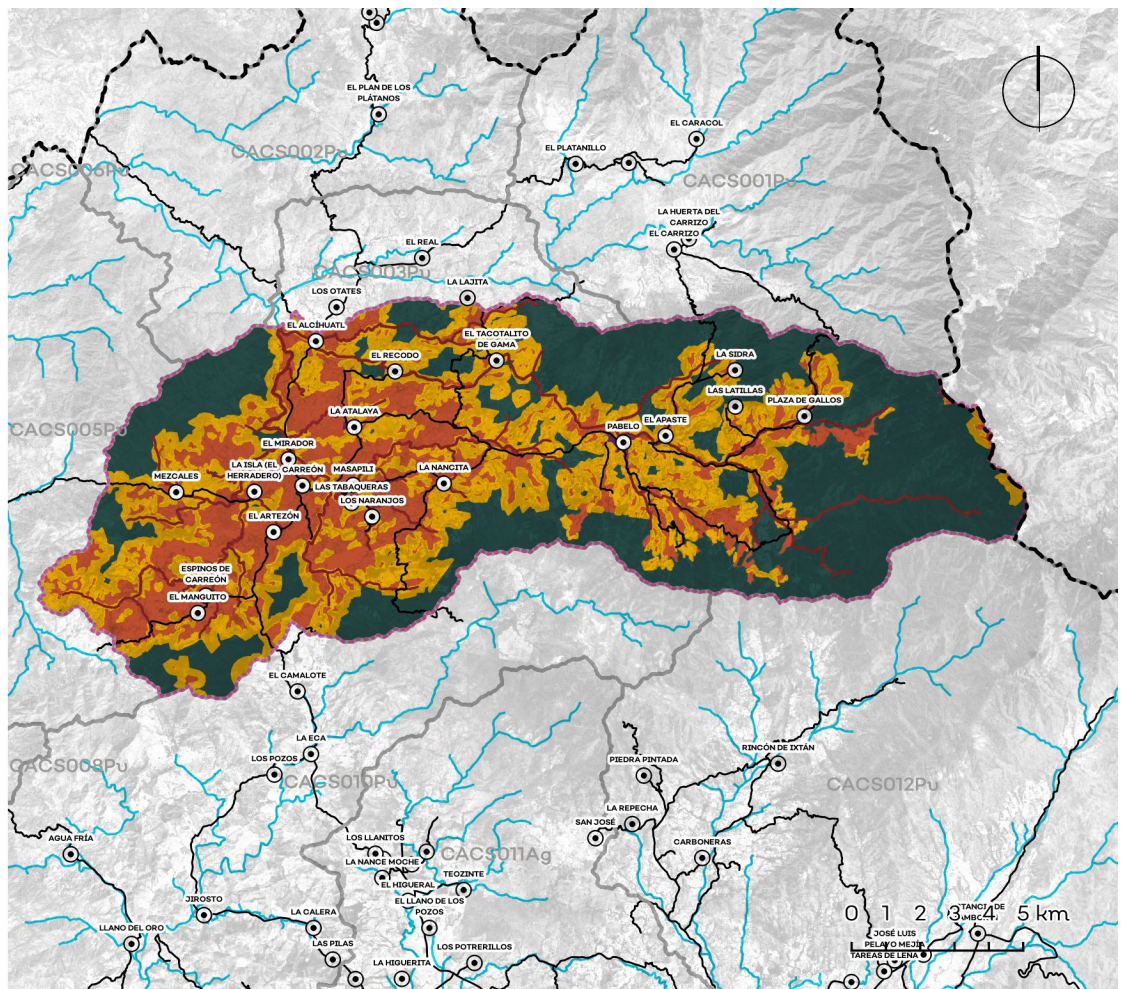 EL PLAN DE LOS
PLÁTANOS
EL CARACOL
CACS002Pu
EL PLATANILLO
CACS006Pu
CACS001Pu
LA HUERTA DEL
CARRIZO
EL CARRIZO
EL REAL
CACS003Pu
LA LAJITA
LOS OTATES
EL ALCÍHUATL
EL TACOTALITO
DE GAMA
EL RECODO
LA SIDRA
LAS LATILLAS
PLAZA DE GALLOS
LA ATALAYA
EL APASTE
PABELO
CACS005Pu
EL MIRADOR
LA ISLA (EL
HERRADERO)
CARREÓN
MASAPILI
LA NANCITA
MEZCALES
LAS TABAQUERAS
LOS NARANJOS
EL ARTEZÓN
ESPINOS DE
CARREÓN
EL MANGUITO
EL CAMALOTE
LA ECA
RINCÓN DE IXTÁN
LOS POZOS
PIEDRA PINTADA
CACS008Pu
CACS010Pu
CACS012Pu
LA REPECHA
SAN JOSÉ
AGUA FRÍA
LOS LLANITOS
CARBONERAS
CACS011Ag
LA NANCE MOCHE
TEOZINTE
EL HIGUERAL
JIROSTO
EL LLANO DE LOS
POZOS
LA CALERA
0 1 2 3 4 5 km
LLANO DEL ORO
LAS PILAS
LOS POTRERILLOS
JOSÉ LUIS
PELAYO MEJÍA
TAREAS DE LEÑA
LA HIGUERITA